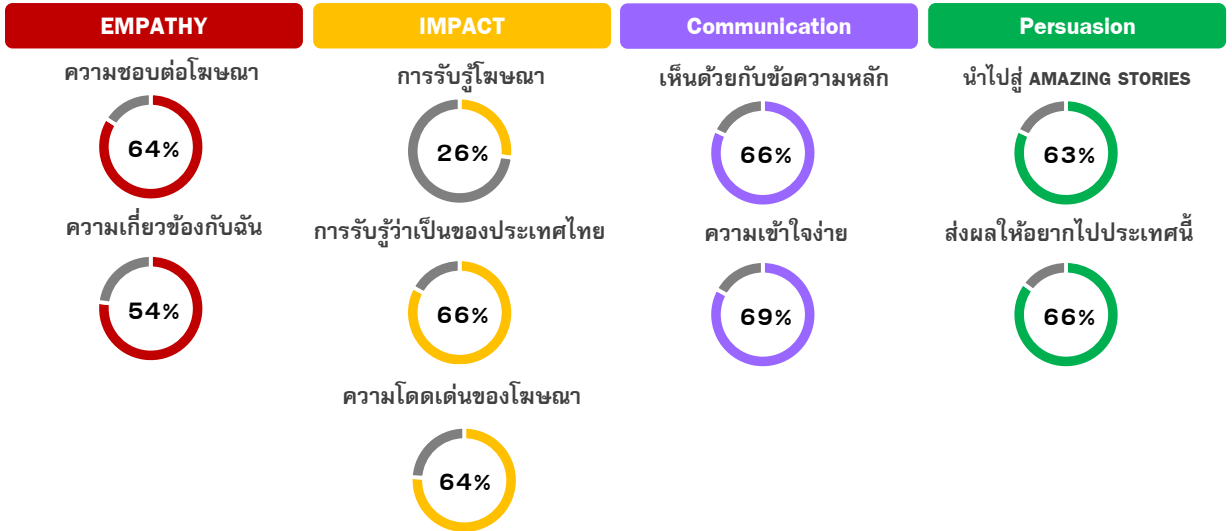 EMPATHY
ความชอบต่อโฆษณา
64%
ความเกี่ยวข้องกับฉัน
54%
IMPACT
การรับรู้โฆษณา
26%
การรับรู้ว่าเป็นของประเทศไทย
66%
ความโดดเด่นของโฆษณา
64%
Communication
เห็นด้วยกับข้อความหลัก
66%
ความเข้าใจง่าย
69%
Persuasion
นำไปสู่ AMAZING STORIES
63%
ส่งผลให้อยากไปประเทศนี้
66%